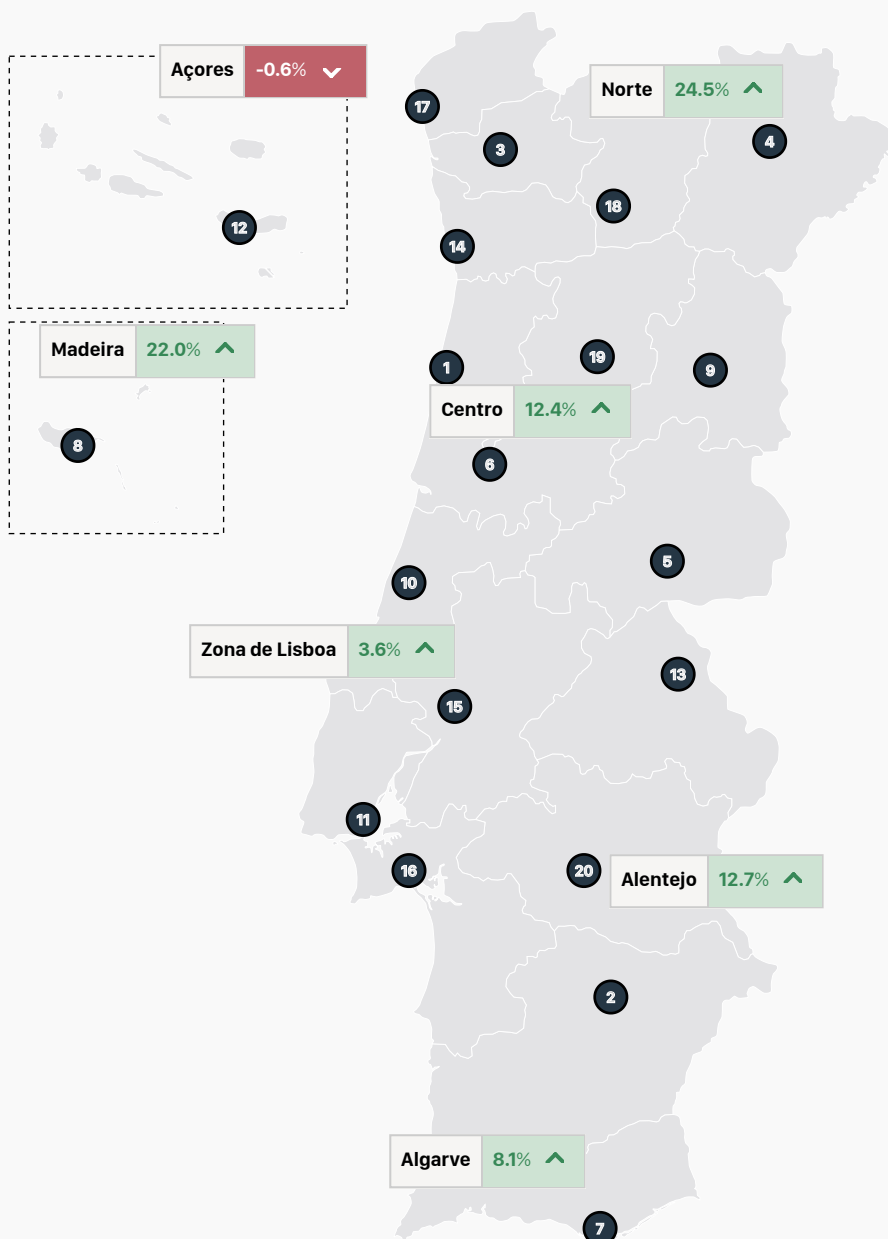 Açores -0.6%
Norte 24.5%
17
3
4
18
12
14
Madeira 22.0%
1
19
9
Centro 12.4%
8
6
5
10
Zona de Lisboa 3.6%
13
15
11
16
20
Alentejo 12.7%
2
Algarve 8.1%
7